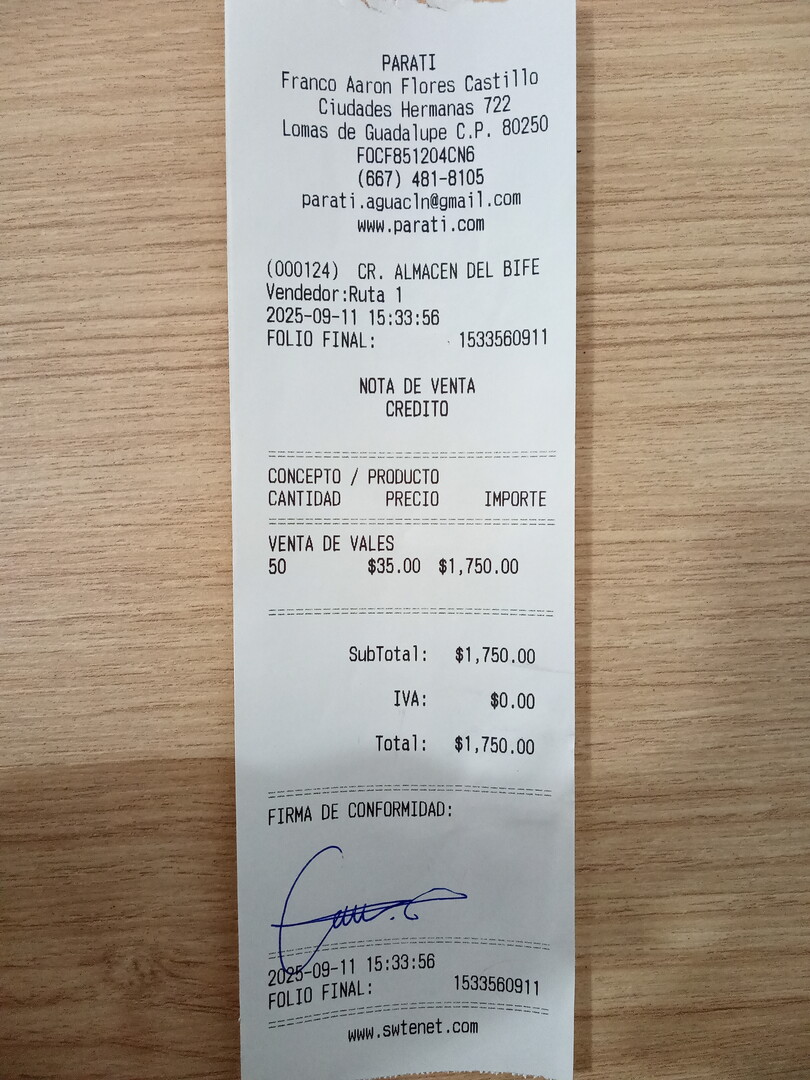 PARATI
Franco Aaron Flores Castillo
Ciudades Hermanas 722
Lomas de Guadalupe C.P. 80250
FOCF851204CN6
(667) 481-8105
parati.aguacln@gmail.com
www.parati.com
(000124) CR. ALMACEN DEL BIFE
Vendedor:Ruta 1
2025-09-11 15:33:56
FOLIO FINAL: 1533560911
NOTA DE VENTA
CREDITO
CONCEPTO / PRODUCTO
CANTIDAD PRECIO IMPORTE
VENTA DE VALES
50 $35.00 $1,750.00
SubTotal: $1,750.00
IVA: $0.00
Total: $1,750.00
FIRMA DE CONFORMIDAD:
2025-09-11 15:33:56
FOLIO FINAL: 1533560911
www.swtenet.com